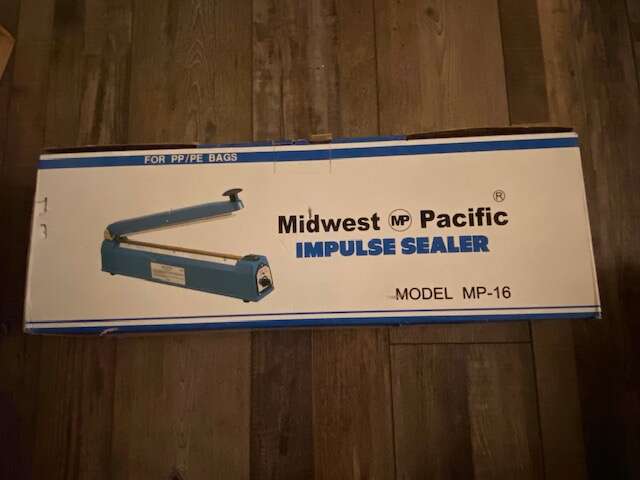 FOR PP/PE BAGS
Midwest MP Pacific ®
IMPULSE SEALER
MODEL MP-16